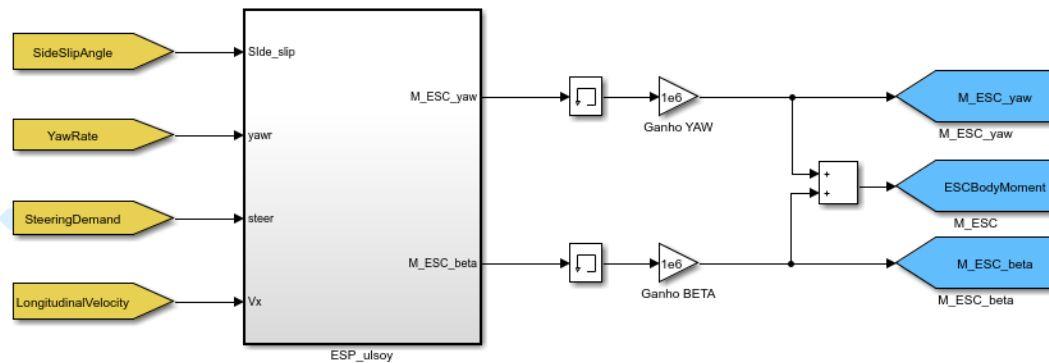 SideSlipAngle
SIde_slip
M_ESC_yaw
1e6
Ganho YAW
M_ESC_yaw
M_ESC_yaw
YawRate
yawr
+
+
ESCBodyMoment
M_ESC
SteeringDemand
steer
M_ESC_beta
1e6
Ganho BETA
M_ESC_beta
M_ESC_beta
LongitudinalVelocity
Vx
ESP_ulsoy